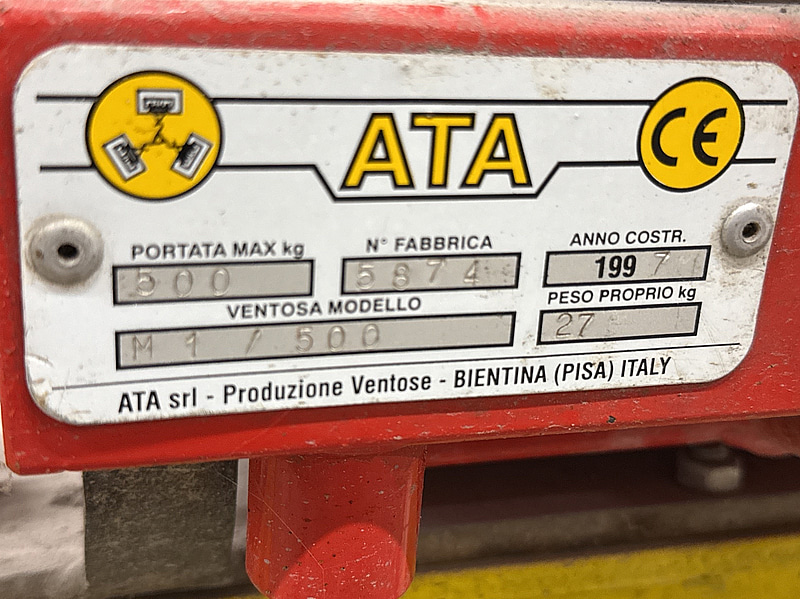 ATA
CE
PORTATA MAX kg
500
N° FABBRICA
5874
ANNO COSTR.
1997
VENTOSA MODELLO
M 1 / 500
PESO PROPRIO kg
27
ATA srl - Produzione Ventose - BIENTINA (PISA) ITALY